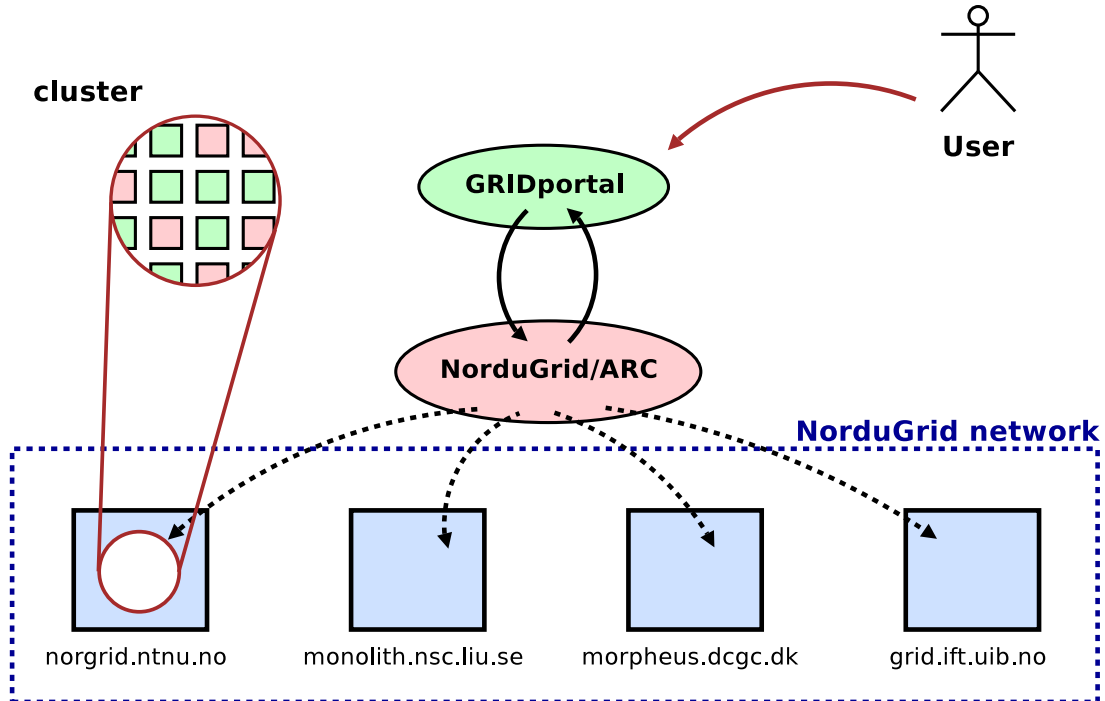 cluster
User
GRIDportal
NorduGrid/ARC
NorduGrid network
norgrid.ntnu.no
monolith.nsc.liu.se
morpheus.dcgc.dk
grid.ift.uib.no